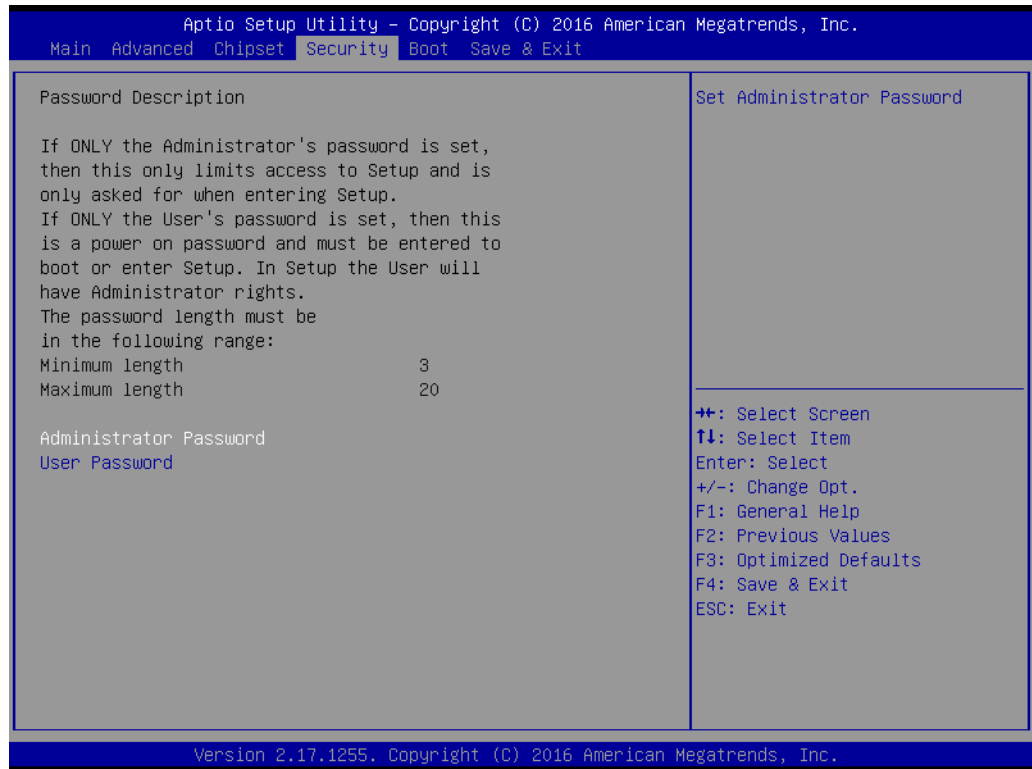 Aptio Setup Utility – Copyright (C) 2016 American Megatrends, Inc.
Main Advanced Chipset Security Boot Save & Exit
Password Description
If ONLY the Administrator's password is set,
then this only limits access to Setup and is
only asked for when entering Setup.
If ONLY the User's password is set, then this
is a power on password and must be entered to
boot or enter Setup. In Setup the User will
have Administrator rights.
The password length must be
in the following range:
Minimum length 3
Maximum length 20
Administrator Password
User Password
Set Administrator Password
→←: Select Screen
↑↓: Select Item
Enter: Select
+/-: Change Opt.
F1: General Help
F2: Previous Values
F3: Optimized Defaults
F4: Save & Exit
ESC: Exit
Version 2.17.1255. Copyright (C) 2016 American Megatrends, Inc.